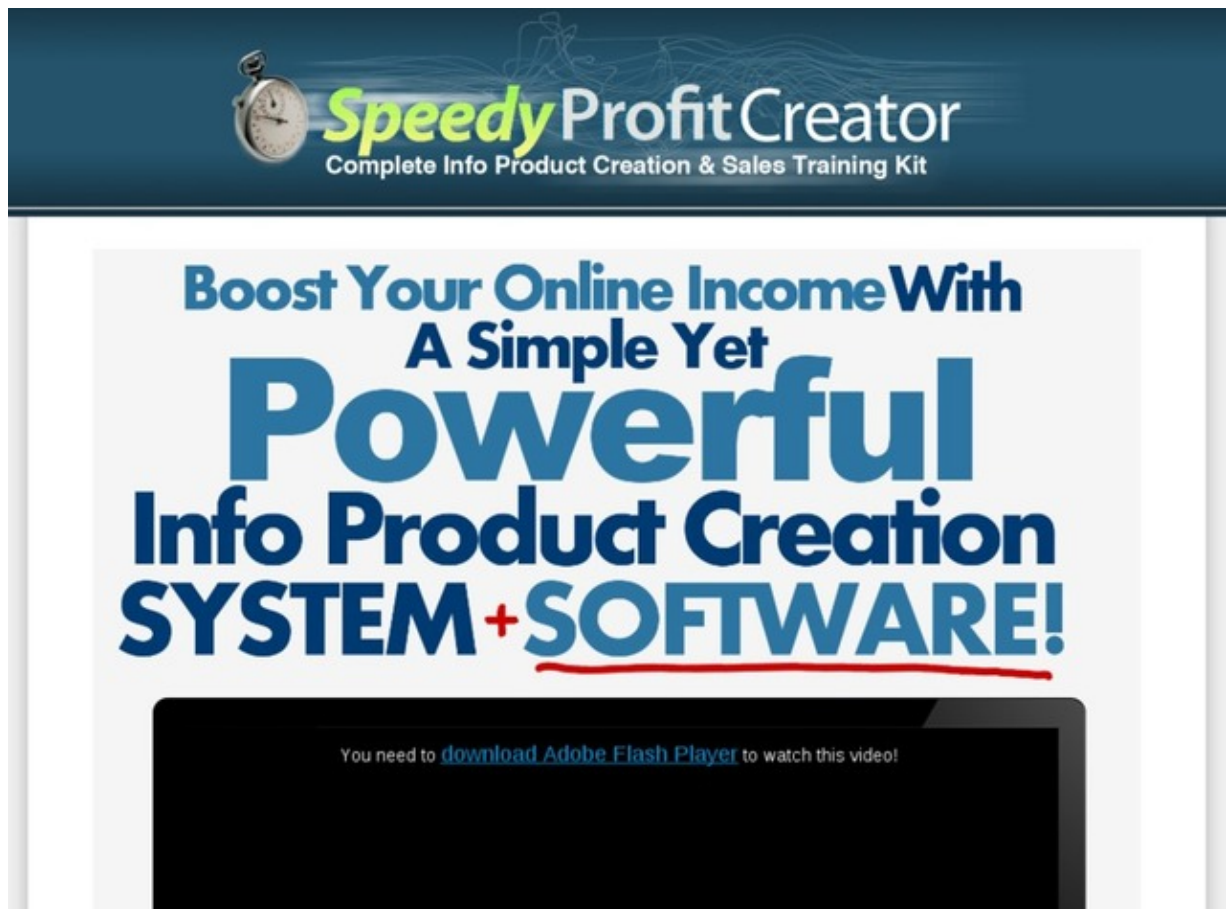 Speedy Profit Creator
Complete Info Product Creation & Sales Training Kit
Boost Your Online Income With
A Simple Yet
Powerful
Info Product Creation
SYSTEM + SOFTWARE!
You need to download Adobe Flash Player to watch this video!